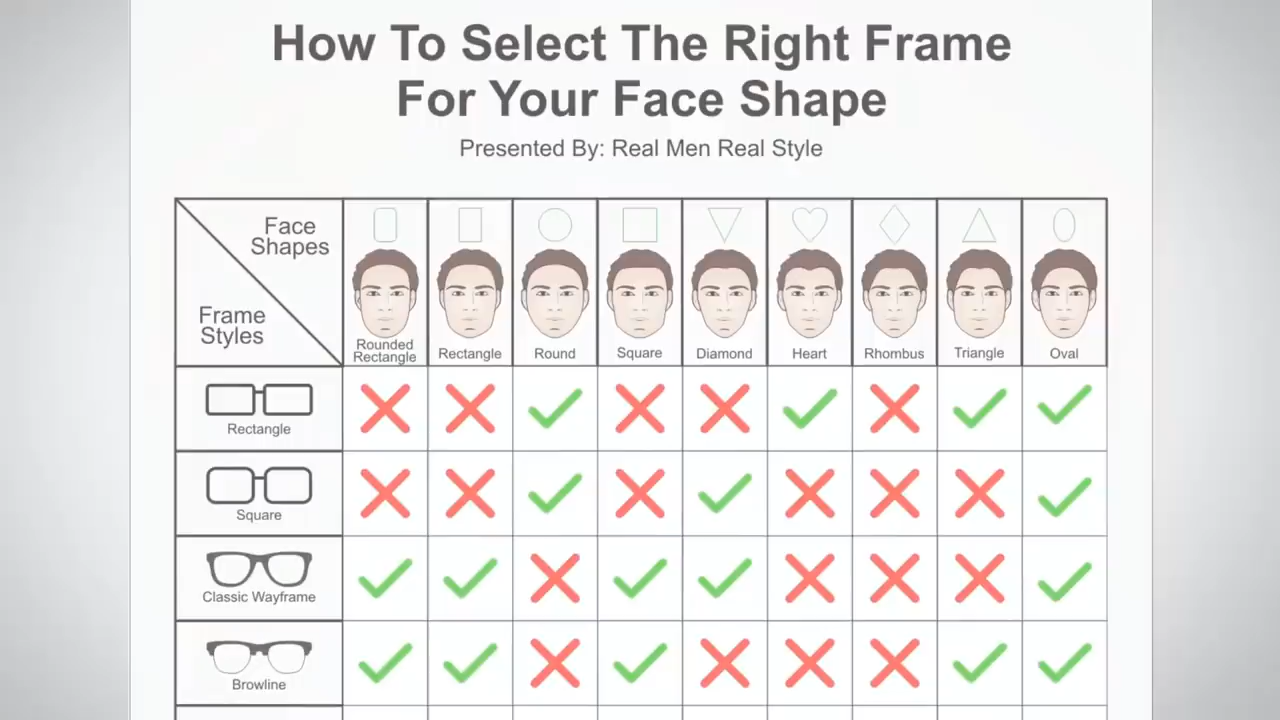 How To Select The Right Frame
For Your Face Shape
Presented By: Real Men Real Style
Face
Shapes
Frame
Styles
Rounded
Rectangle
Rectangle
Round
Square
Diamond
Heart
Rhombus
Triangle
Oval
Rectangle
Square
Classic Wayframe
Browline